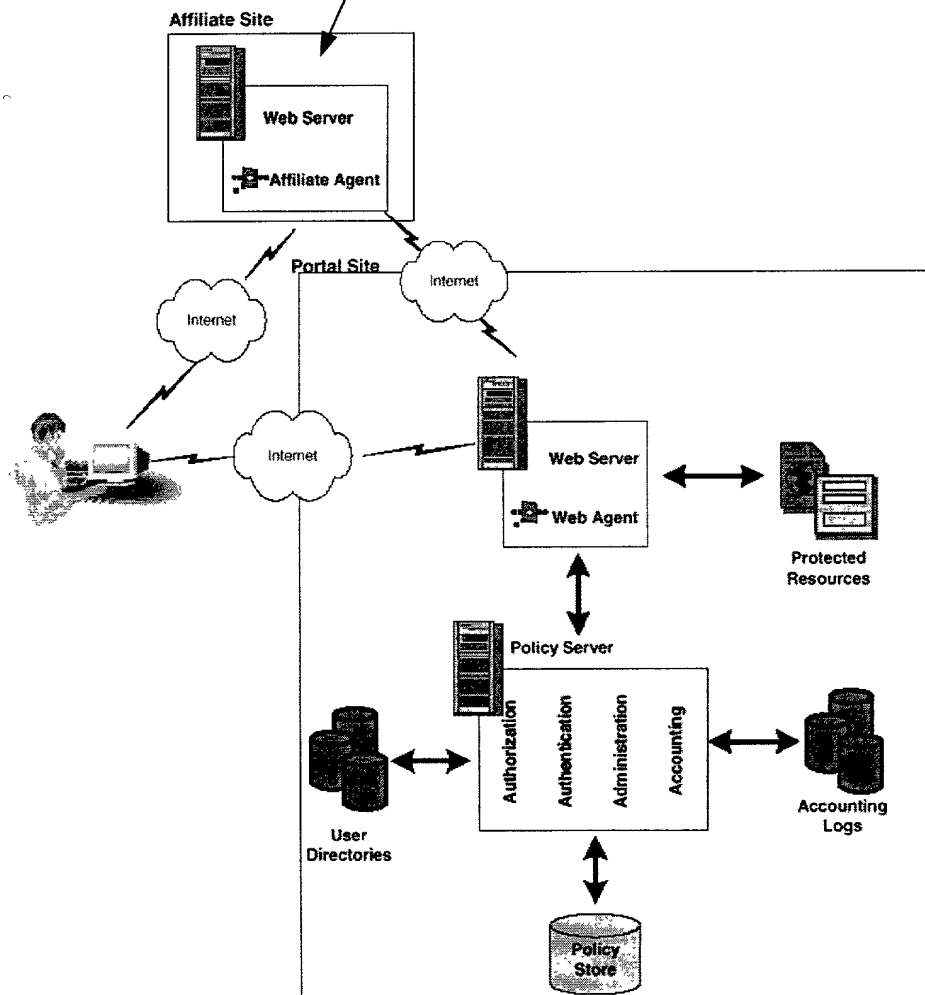 Affiliate Site
Web Server
Affiliate Agent
Portal Site
Internet
Internet
Internet
Web Server
Web Agent
Protected
Resources
Policy Server
Authorization
Authentication
Administration
Accounting
User
Directories
Accounting
Logs
Policy
Store